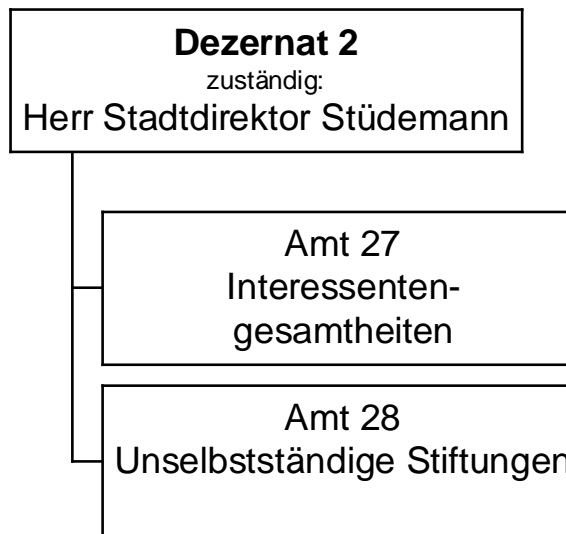 Dezernat 2
zuständig:
Herr Stadtdirektor Stüdemann
Amt 27
Interessenten-
gesamtheiten
Amt 28
Unselbstständige Stiftungen